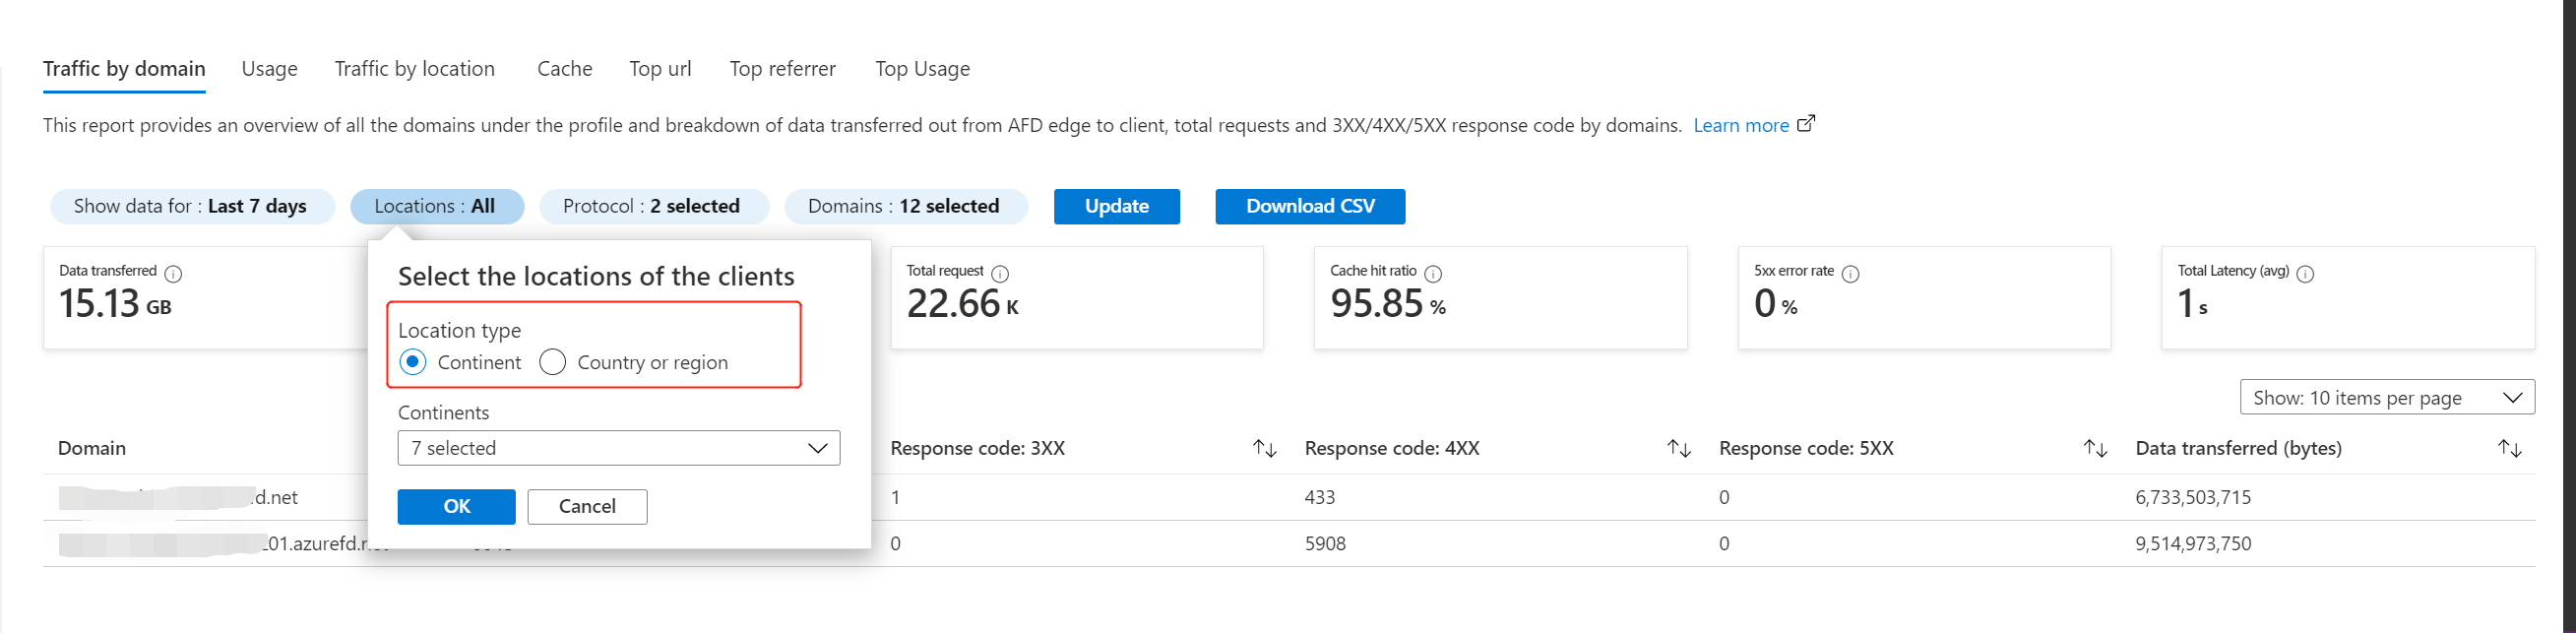 Traffic by domain Usage Traffic by location Cache Top url Top referrer Top Usage
This report provides an overview of all the domains under the profile and breakdown of data transferred out from AFD edge to client, total requests and 3XX/4XX/5XX response code by domains. Learn more
Show data for : Last 7 days Locations : All Protocol : 2 selected Domains : 12 selected Update Download CSV
Data transferred
15.13 GB
Select the locations of the clients
Location type
Continent Country or region
Continents
7 selected
OK Cancel
Total request
22.66 K
Cache hit ratio
95.85 %
5xx error rate
0 %
Total Latency (avg)
1 s
Show: 10 items per page
Domain Response code: 3XX Response code: 4XX Response code: 5XX Data transferred (bytes)
d.net 1 433 0 6,733,503,715
01.azurefd. 0 5908 0 9,514,973,750